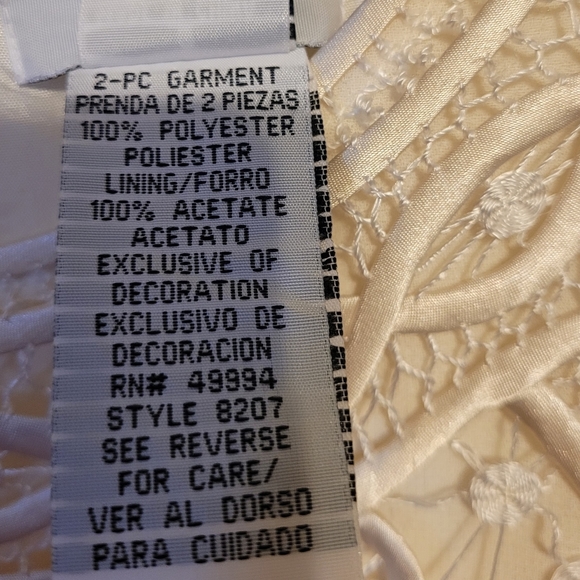 2-PC GARMENT
PRENDA DE 2 PIEZAS
100% POLYESTER
POLIESTER
LINING/FORRO
100% ACETATE
ACETATO
EXCLUSIVE OF
DECORATION
EXCLUSIVO DE
DECORACION
RN# 49994
STYLE 8207
SEE REVERSE
FOR CARE/
VER AL DORSO
PARA CUIDADO